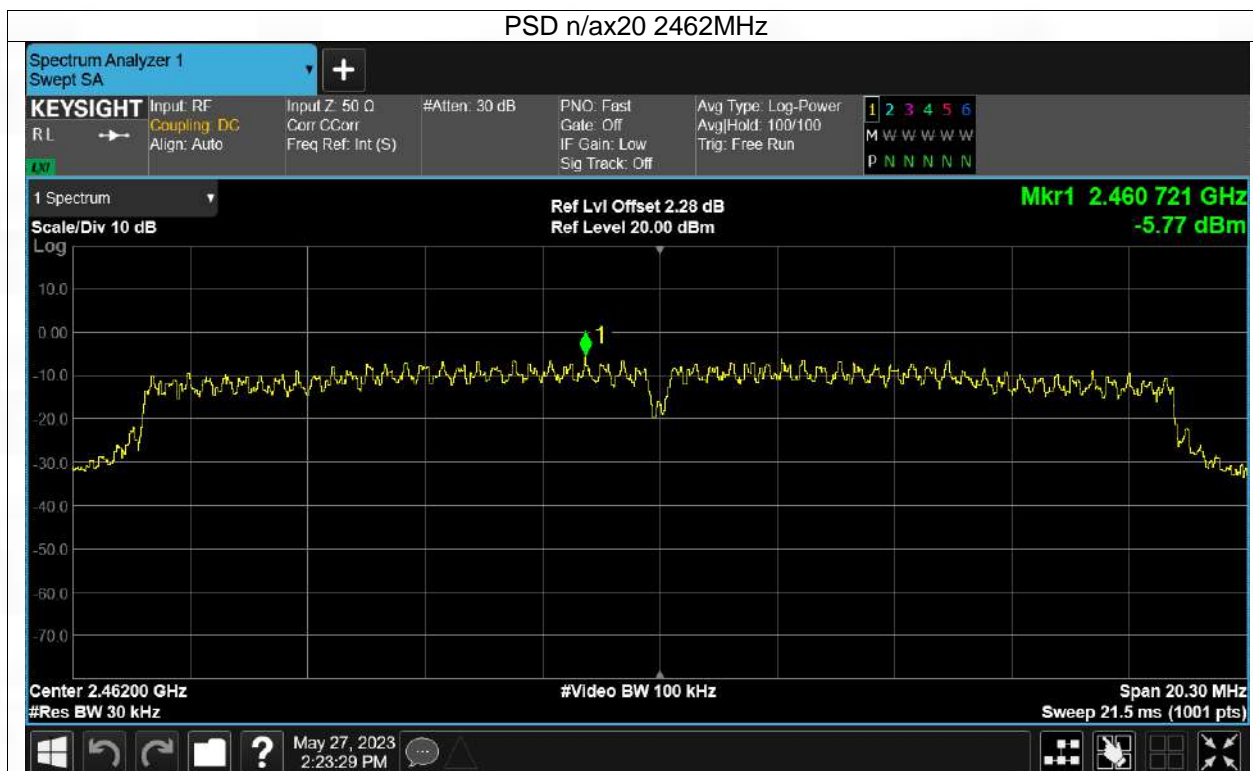 PSD n/ax20 2462MHz
Spectrum Analyzer 1
Swept SA
+
KEYSIGHT
RL
LXI
Input: RF
Coupling: DC
Align: Auto
Input Z: 50 Ω
Corr CCorr
Freq Ref: Int (S)
#Atten: 30 dB
PNO: Fast
Gate: Off
IF Gain: Low
Sig Track: Off
Avg Type: Log-Power
Avg|Hold: 100/100
Trig: Free Run
1 2 3 4 5 6
M W W W W W
P N N N N N
1 Spectrum
Scale/Div 10 dB
Ref Lvl Offset 2.28 dB
Ref Level 20.00 dBm
Mkr1 2.460 721 GHz
-5.77 dBm
Log
10.0
0.00
-10.0
-20.0
-30.0
-40.0
-50.0
-60.0
-70.0
1
Center 2.46200 GHz
#Res BW 30 kHz
#Video BW 100 kHz
Span 20.30 MHz
Sweep 21.5 ms (1001 pts)
?
May 27, 2023
2:23:29 PM